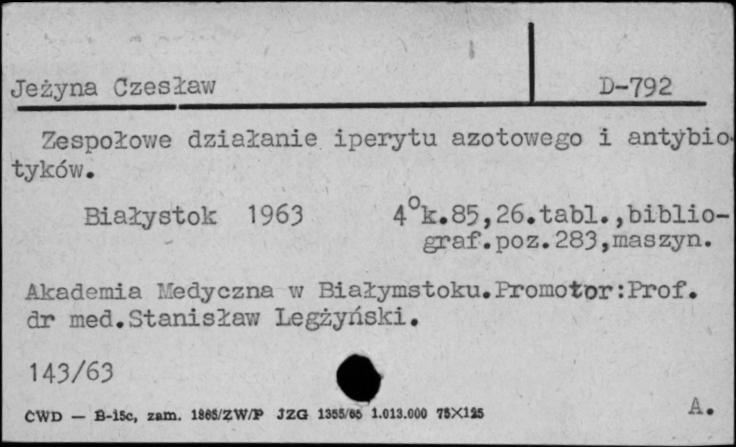 Jeżyna Czesław D-792
Zespołowe działanie iperytu azotowego i antybio-
tyków.
Białystok 1963 4°k.85,26.tabl.,biblio-
graf.poz.283,maszyn.
Akademia Medyczna w Białymstoku.Promotor:Prof.
dr med.Stanisław Legżyński.
143/63
CWD — B-15c, zam. 1865/ZW/P JZG 1355/65 1.013.000 75X125
A.